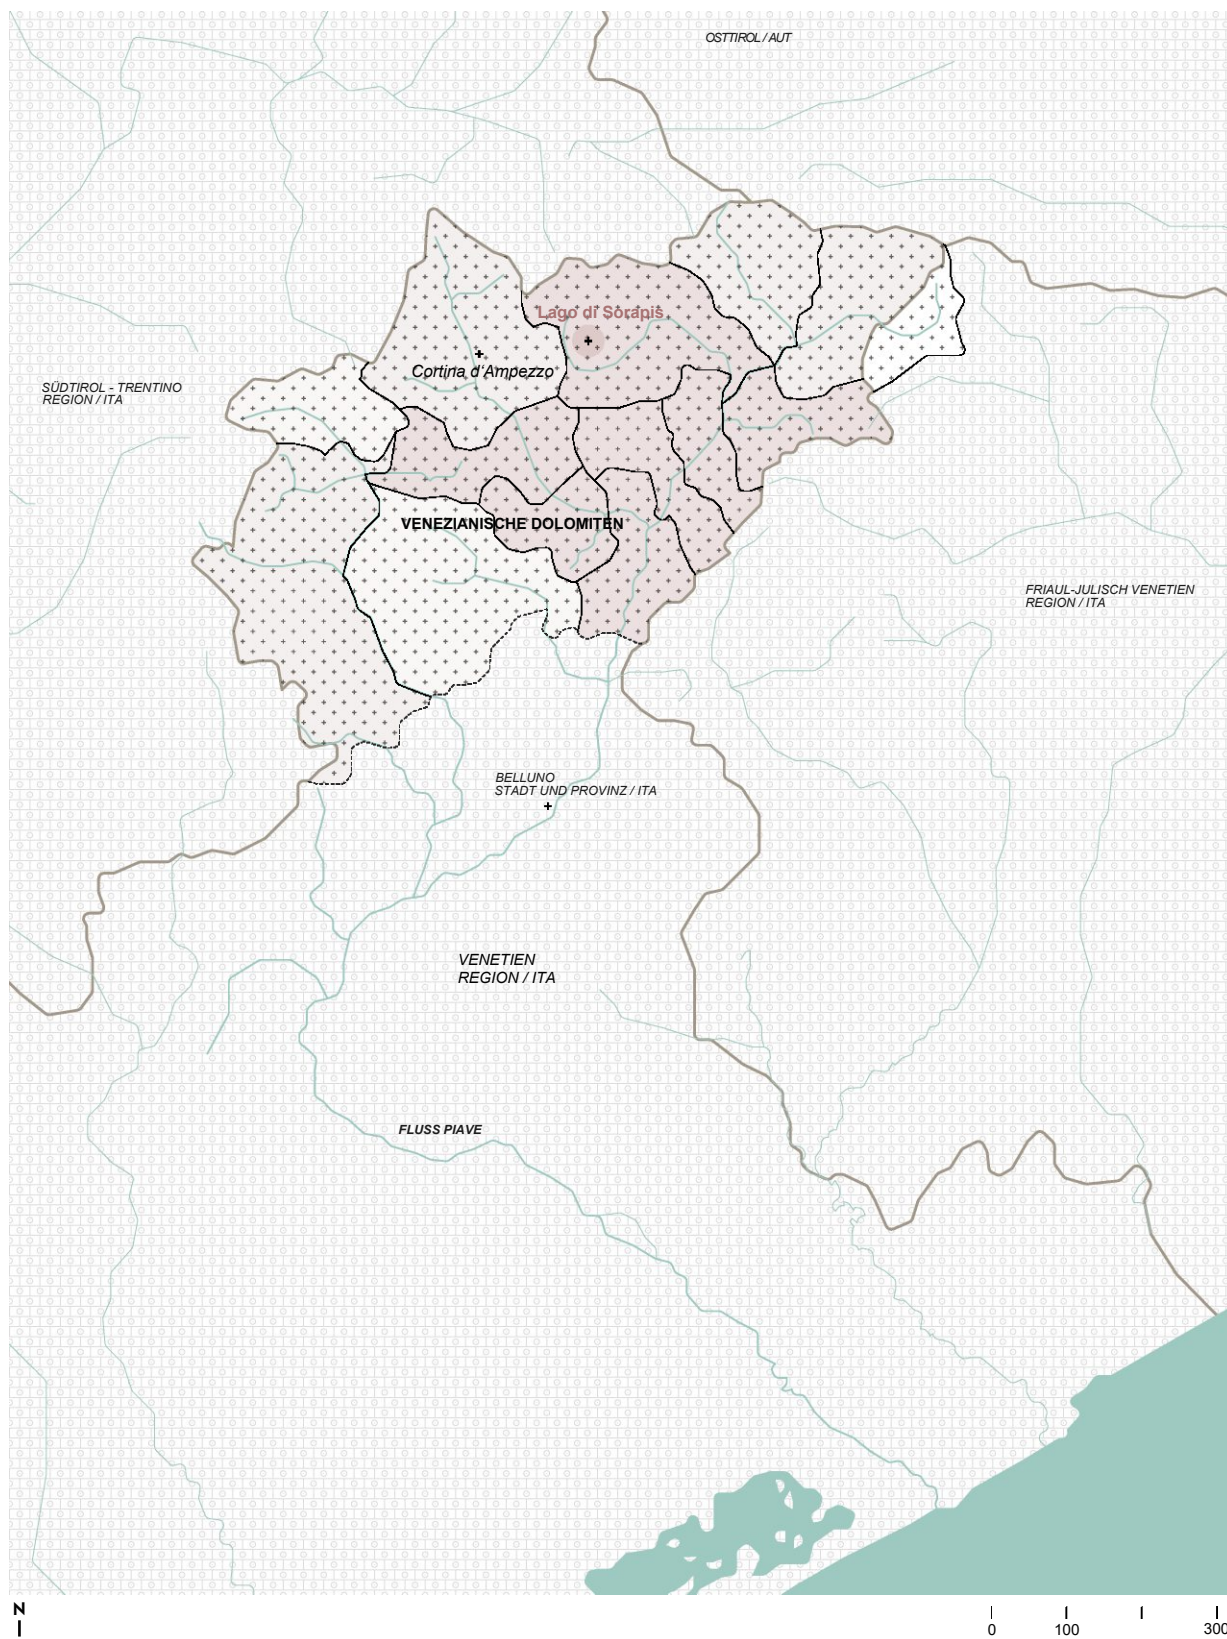 OSTTIROL / AUT
Lago di Sorapis
Cortina d'Ampezzo
SÜDTIROL - TRENTINO
REGION / ITA
VENEZIANISCHE DOLOMITEN
FRIAUL-JULISCH VENETIEN
REGION / ITA
BELLUNO
STADT UND PROVINZ / ITA
VENETIEN
REGION / ITA
FLUSS PIAVE
N
0 100 300